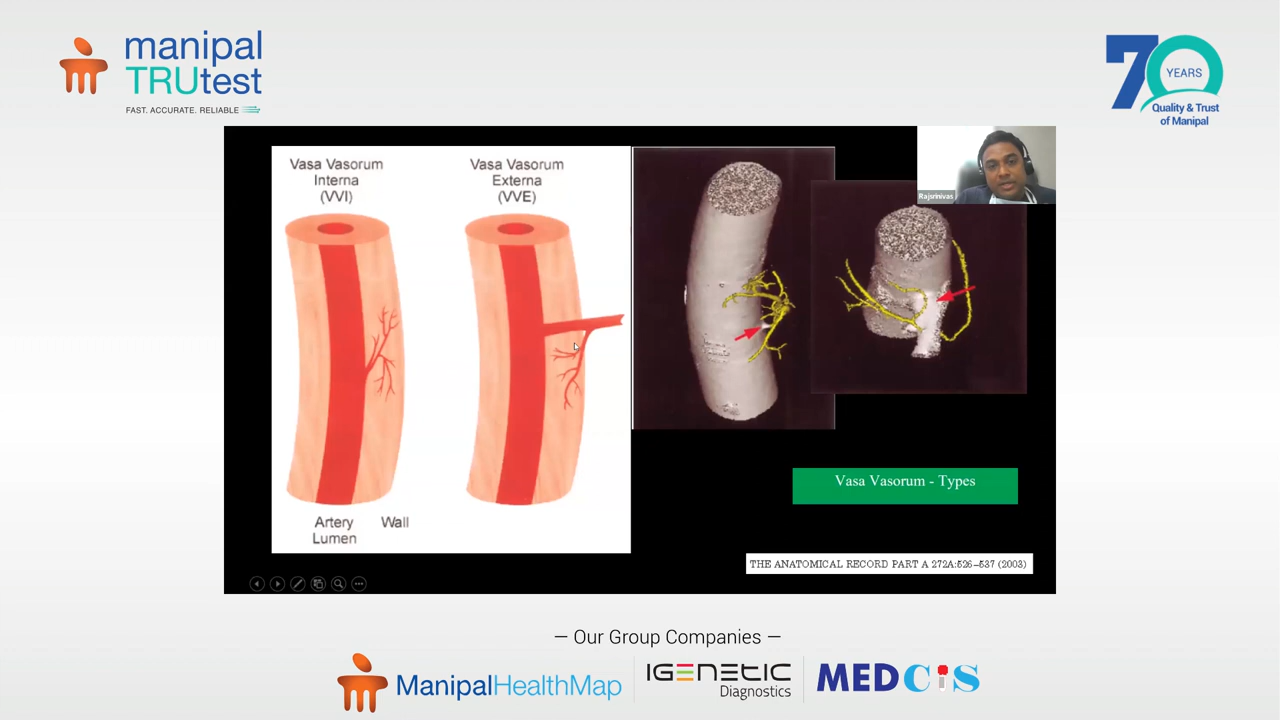 manipal
TRUtest
FAST. ACCURATE. RELIABLE
70
YEARS
Quality & Trust
of Manipal
Vasa Vasorum
Interna
(VVI)
Vasa Vasorum
Externa
(VVE)
Artery
Lumen
Wall
Rajsrinivas
Vasa Vasorum - Types
THE ANATOMICAL RECORD PART A 272A:526–537 (2003)
— Our Group Companies —
ManipalHealthMap
IGENETIC
Diagnostics
MEDCiS